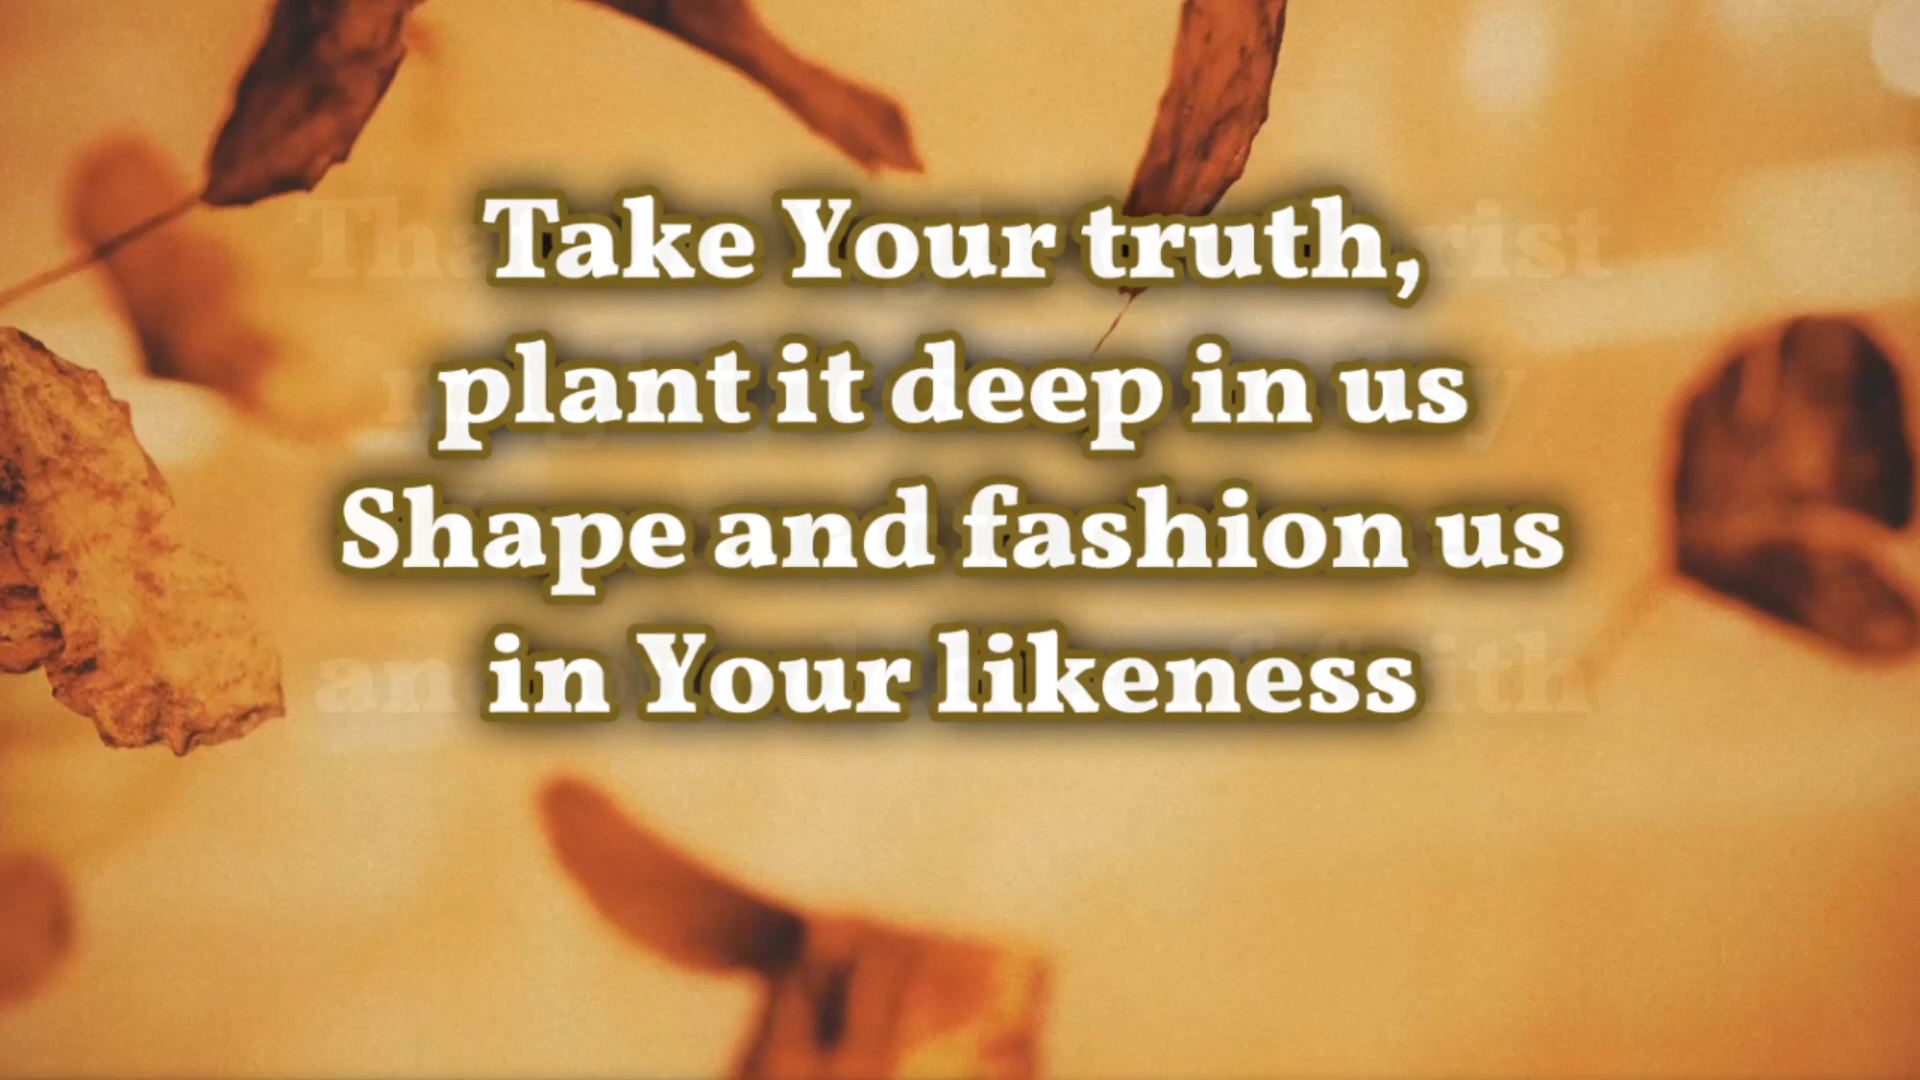 Take Your truth,
plant it deep in us
Shape and fashion us
in Your likeness